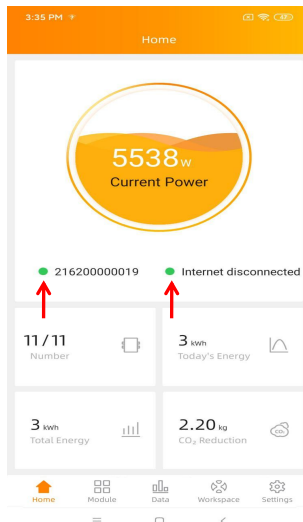 3:35 PM
42
Home
5538w
Current Power
216200000019
Internet disconnected
11/11
Number
3 kWh
Today's Energy
3 kWh
Total Energy
2.20 kg
CO₂ Reduction
CO₂
Home
Module
Data
Workspace
Settings